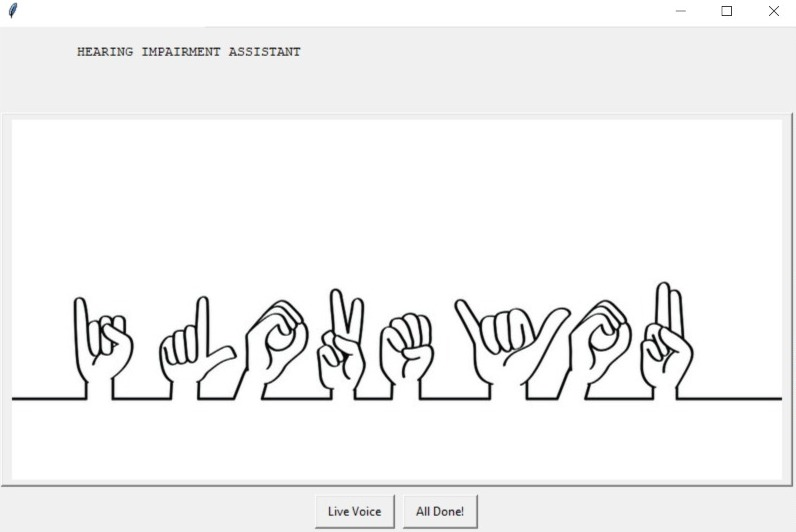 HEARING IMPAIRMENT ASSISTANT
Live Voice
All Done!